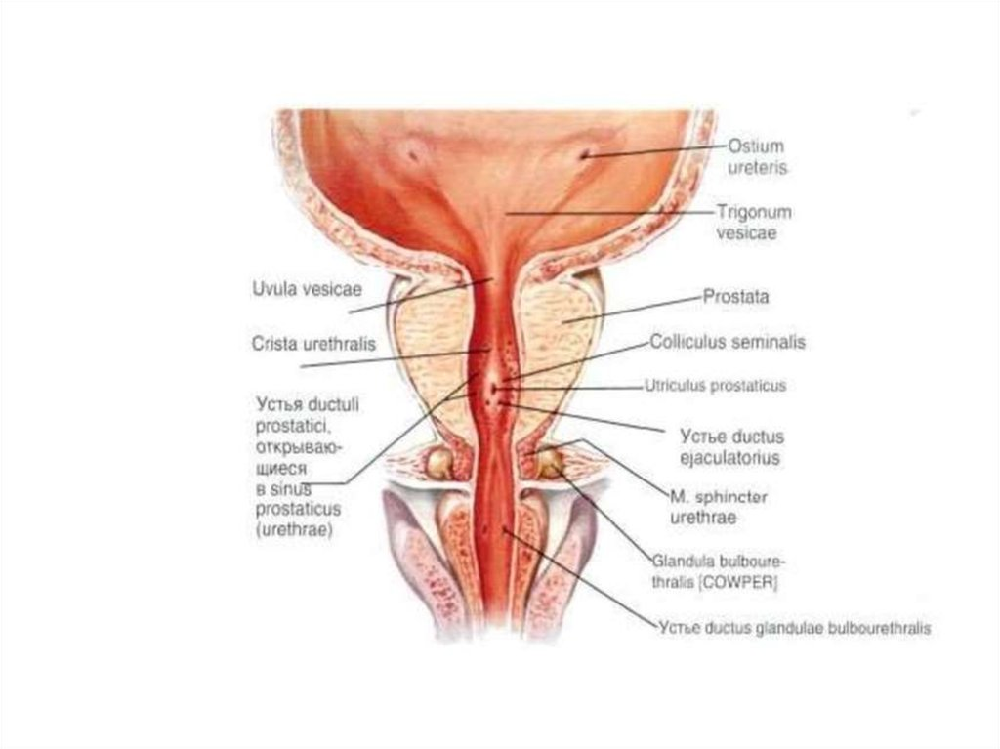 Ostium
ureteris
Trigonum
vesicae
Uvula vesicae
Prostata
Crista urethralis
Colliculus seminalis
Utriculus prostaticus
Устья ductuli
prostatici,
открываю-
щиеся
в sinus
prostaticus
(urethrae)
Устье ductus
ejaculatorius
M. sphincter
urethrae
Glandula bulboure-
thralis [COWPER]
Устье ductus glandulae bulbourethralis